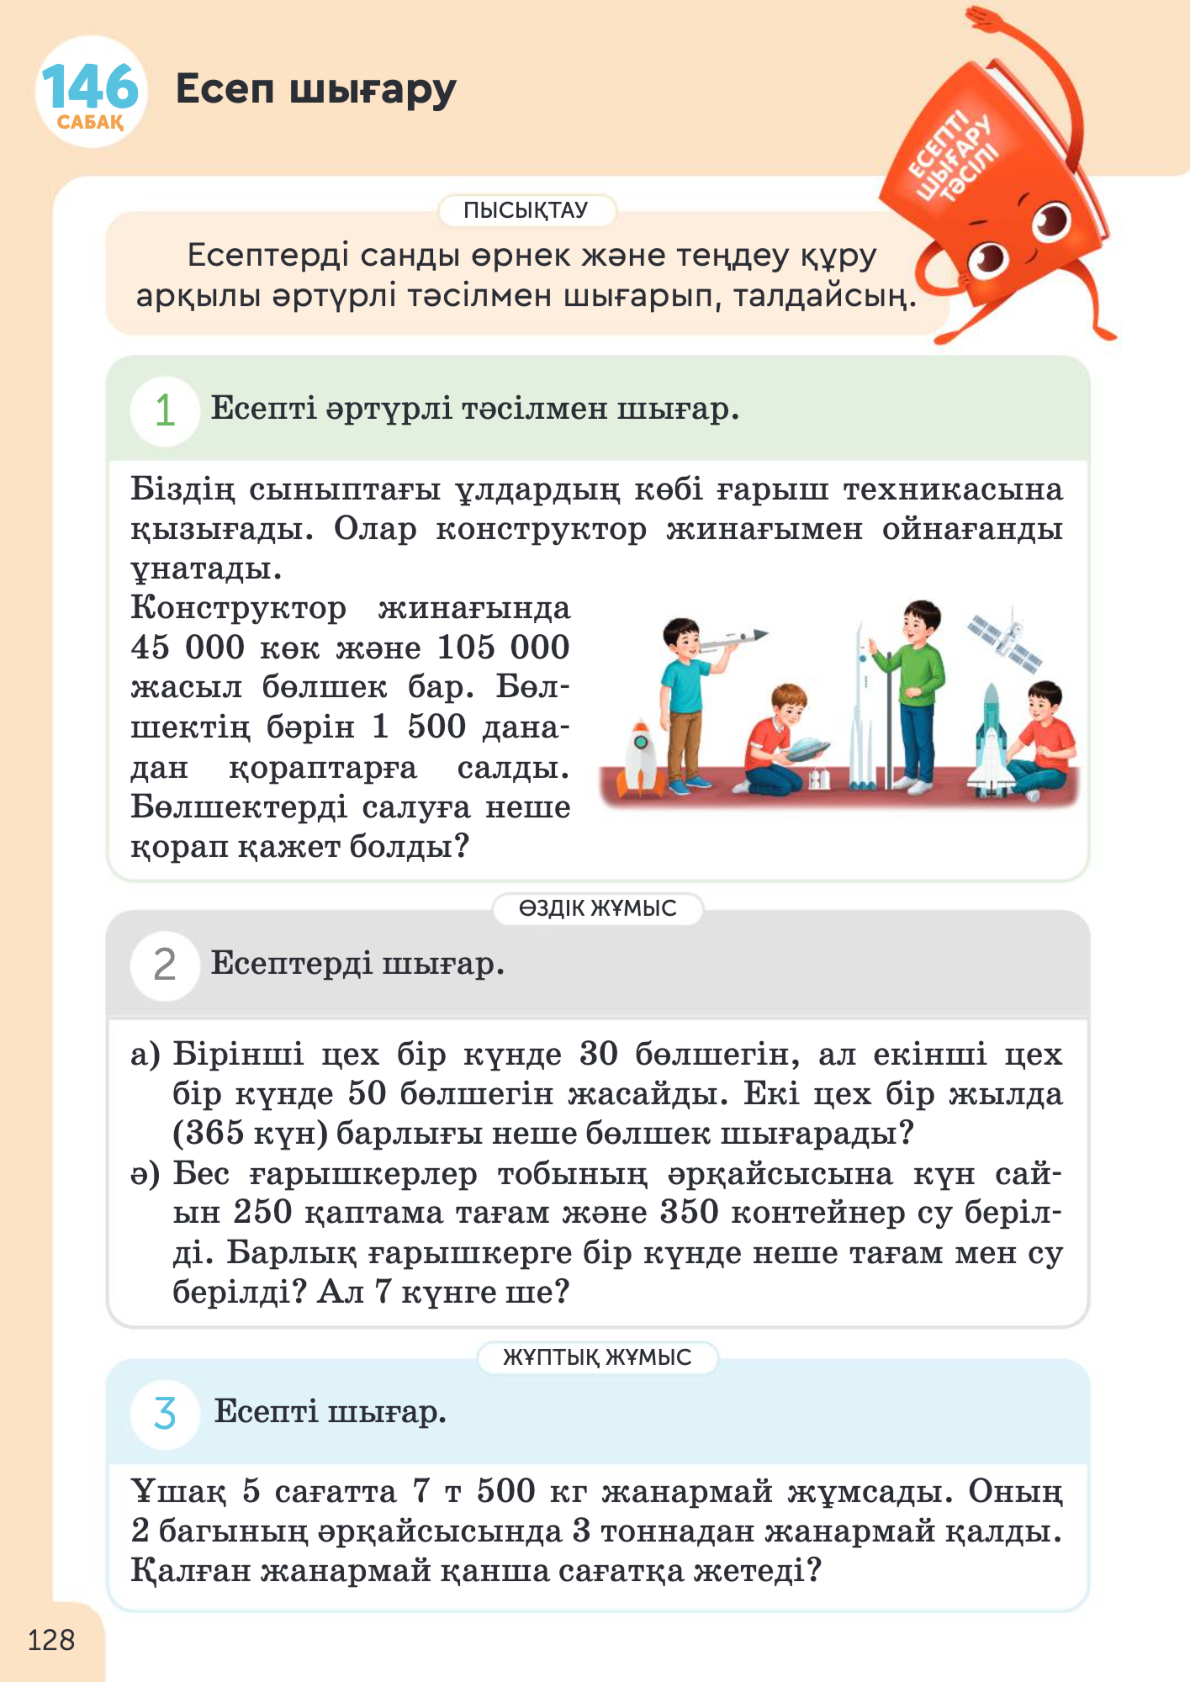 146
САБАҚ
Есеп шығару
ЕСЕПТІ
ШЫҒАРУ
ТӘСІЛІ
ПЫСЫҚТАУ
Есептерді санды өрнек және теңдеу құру
арқылы әртүрлі тәсілмен шығарып, талдайсың.
1 Есепті әртүрлі тәсілмен шығар.
Біздің сыныптағы ұлдардың көбі ғарыш техникасына
қызығады. Олар конструктор жинағымен ойнағанды
ұнатады.
Конструктор жинағында
45 000 көк және 105 000
жасыл бөлшек бар. Бөл-
шектің бәрін 1 500 дана-
дан қораптарға салды.
Бөлшектерді салуға неше
қорап қажет болды?
ӨЗДІК ЖҰМЫС
2 Есептерді шығар.
а) Бірінші цех бір күнде 30 бөлшегін, ал екінші цех
бір күнде 50 бөлшегін жасайды. Екі цех бір жылда
(365 күн) барлығы неше бөлшек шығарады?
ә) Бес ғарышкерлер тобының әрқайсысына күн сай-
ын 250 қаптама тағам және 350 контейнер су беріл-
ді. Барлық ғарышкерге бір күнде неше тағам мен су
берілді? Ал 7 күнге ше?
ЖҰПТЫҚ ЖҰМЫС
3 Есепті шығар.
Ұшақ 5 сағатта 7 т 500 кг жанармай жұмсады. Оның
2 багының әрқайсысында 3 тоннадан жанармай қалды.
Қалған жанармай қанша сағатқа жетеді?
128